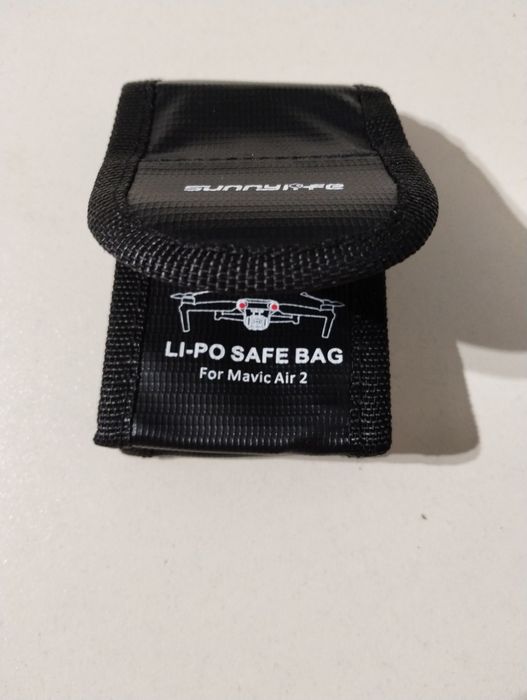 sunnylife
LI-PO SAFE BAG
For Mavic Air 2